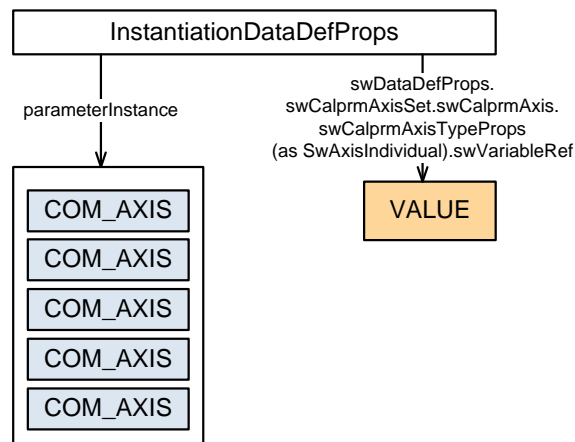 InstantiationDataDefProps
parameterInstance
swDataDefProps.
swCalprmAxisSet.swCalprmAxis.
swCalprmAxisTypeProps
(as SwAxisIndividual).swVariableRef
VALUE
COM_AXIS
COM_AXIS
COM_AXIS
COM_AXIS
COM_AXIS